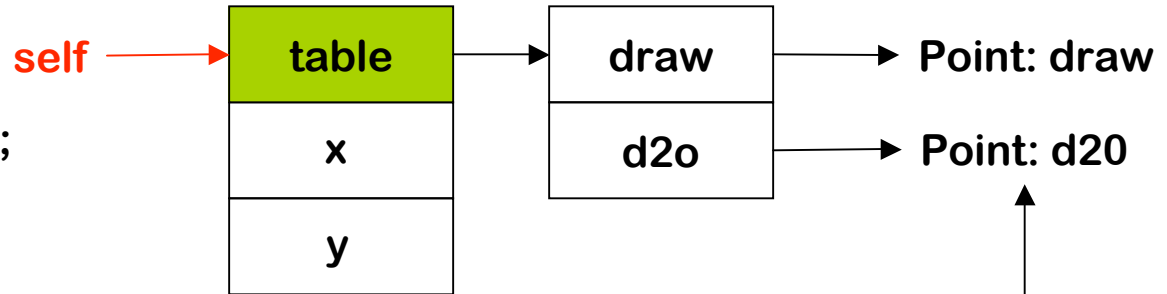 self table draw Point: draw
; x d2o Point: d20
y